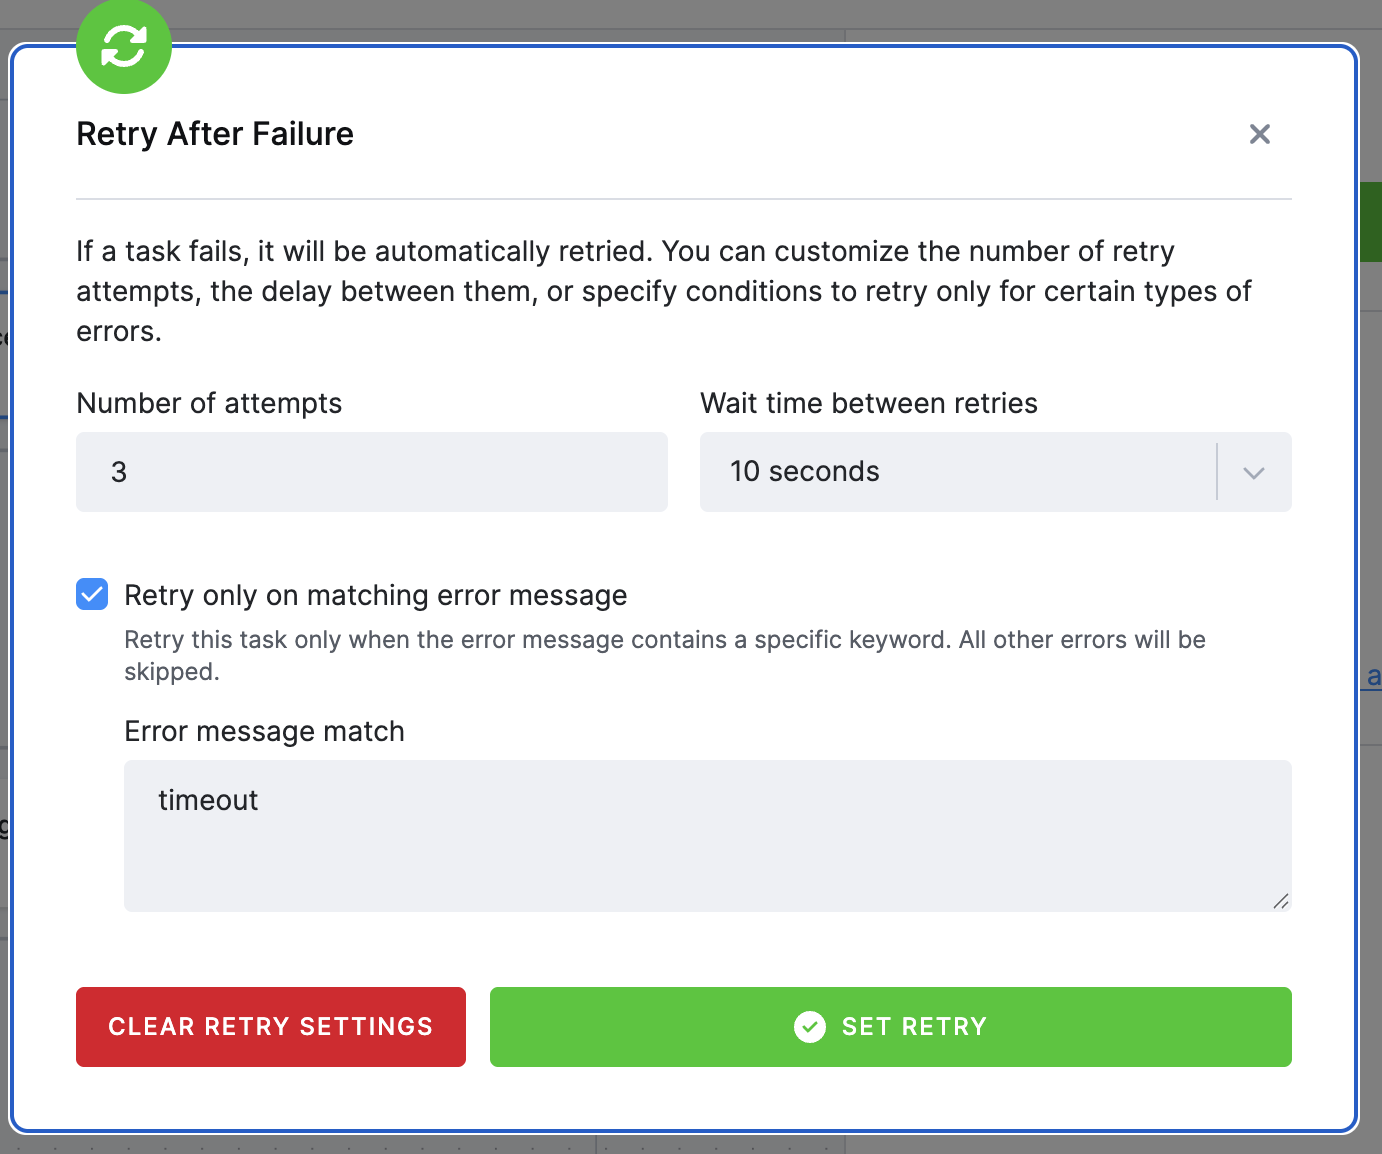 Retry After Failure
If a task fails, it will be automatically retried. You can customize the number of retry
attempts, the delay between them, or specify conditions to retry only for certain types of
errors.
Number of attempts
Wait time between retries
3
10 seconds
Retry only on matching error message
Retry this task only when the error message contains a specific keyword. All other errors will be
skipped.
Error message match
timeout
CLEAR RETRY SETTINGS
SET RETRY